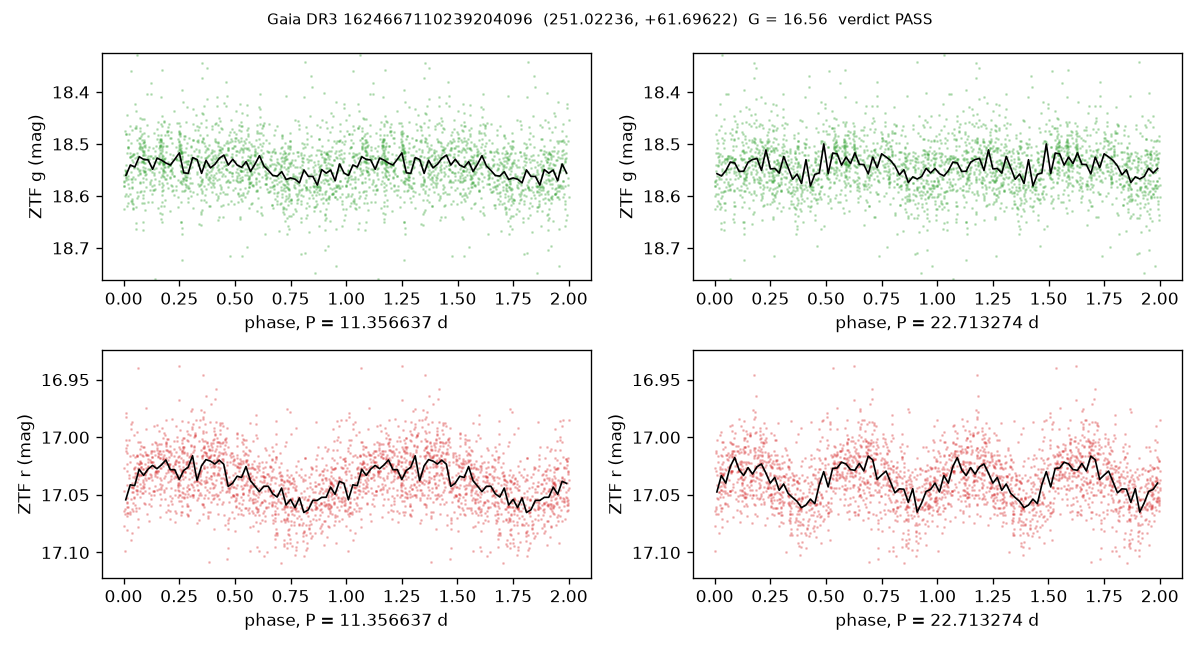 Gaia DR3 1624667110239204096 (251.02236, +61.69622) G = 16.56 verdict PASS
ZTF g (mag)
18.4
18.5
18.6
18.7
0.00 0.25 0.50 0.75 1.00 1.25 1.50 1.75 2.00
phase, P = 11.356637 d
ZTF g (mag)
18.4
18.5
18.6
18.7
0.00 0.25 0.50 0.75 1.00 1.25 1.50 1.75 2.00
phase, P = 22.713274 d
ZTF r (mag)
16.95
17.00
17.05
17.10
0.00 0.25 0.50 0.75 1.00 1.25 1.50 1.75 2.00
phase, P = 11.356637 d
ZTF r (mag)
16.95
17.00
17.05
17.10
0.00 0.25 0.50 0.75 1.00 1.25 1.50 1.75 2.00
phase, P = 22.713274 d